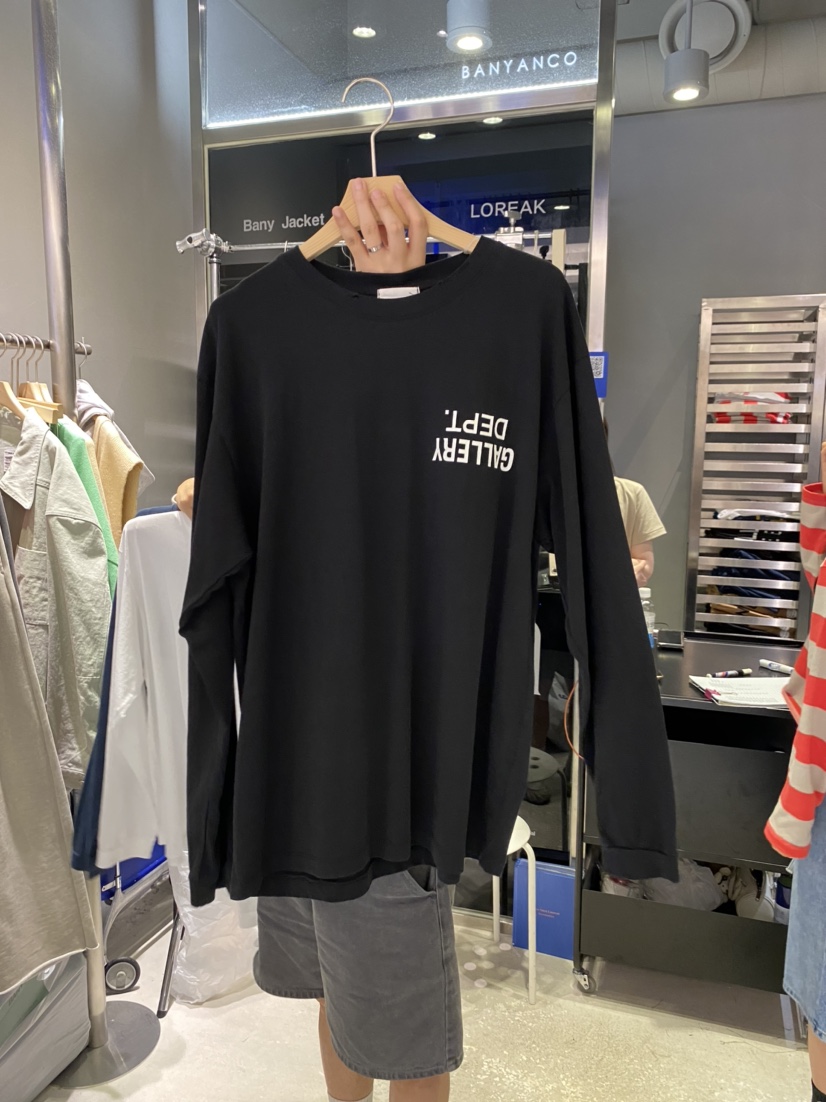 BANYANCO
Bany Jacket
LOREAK
GALLERY
DEPT.